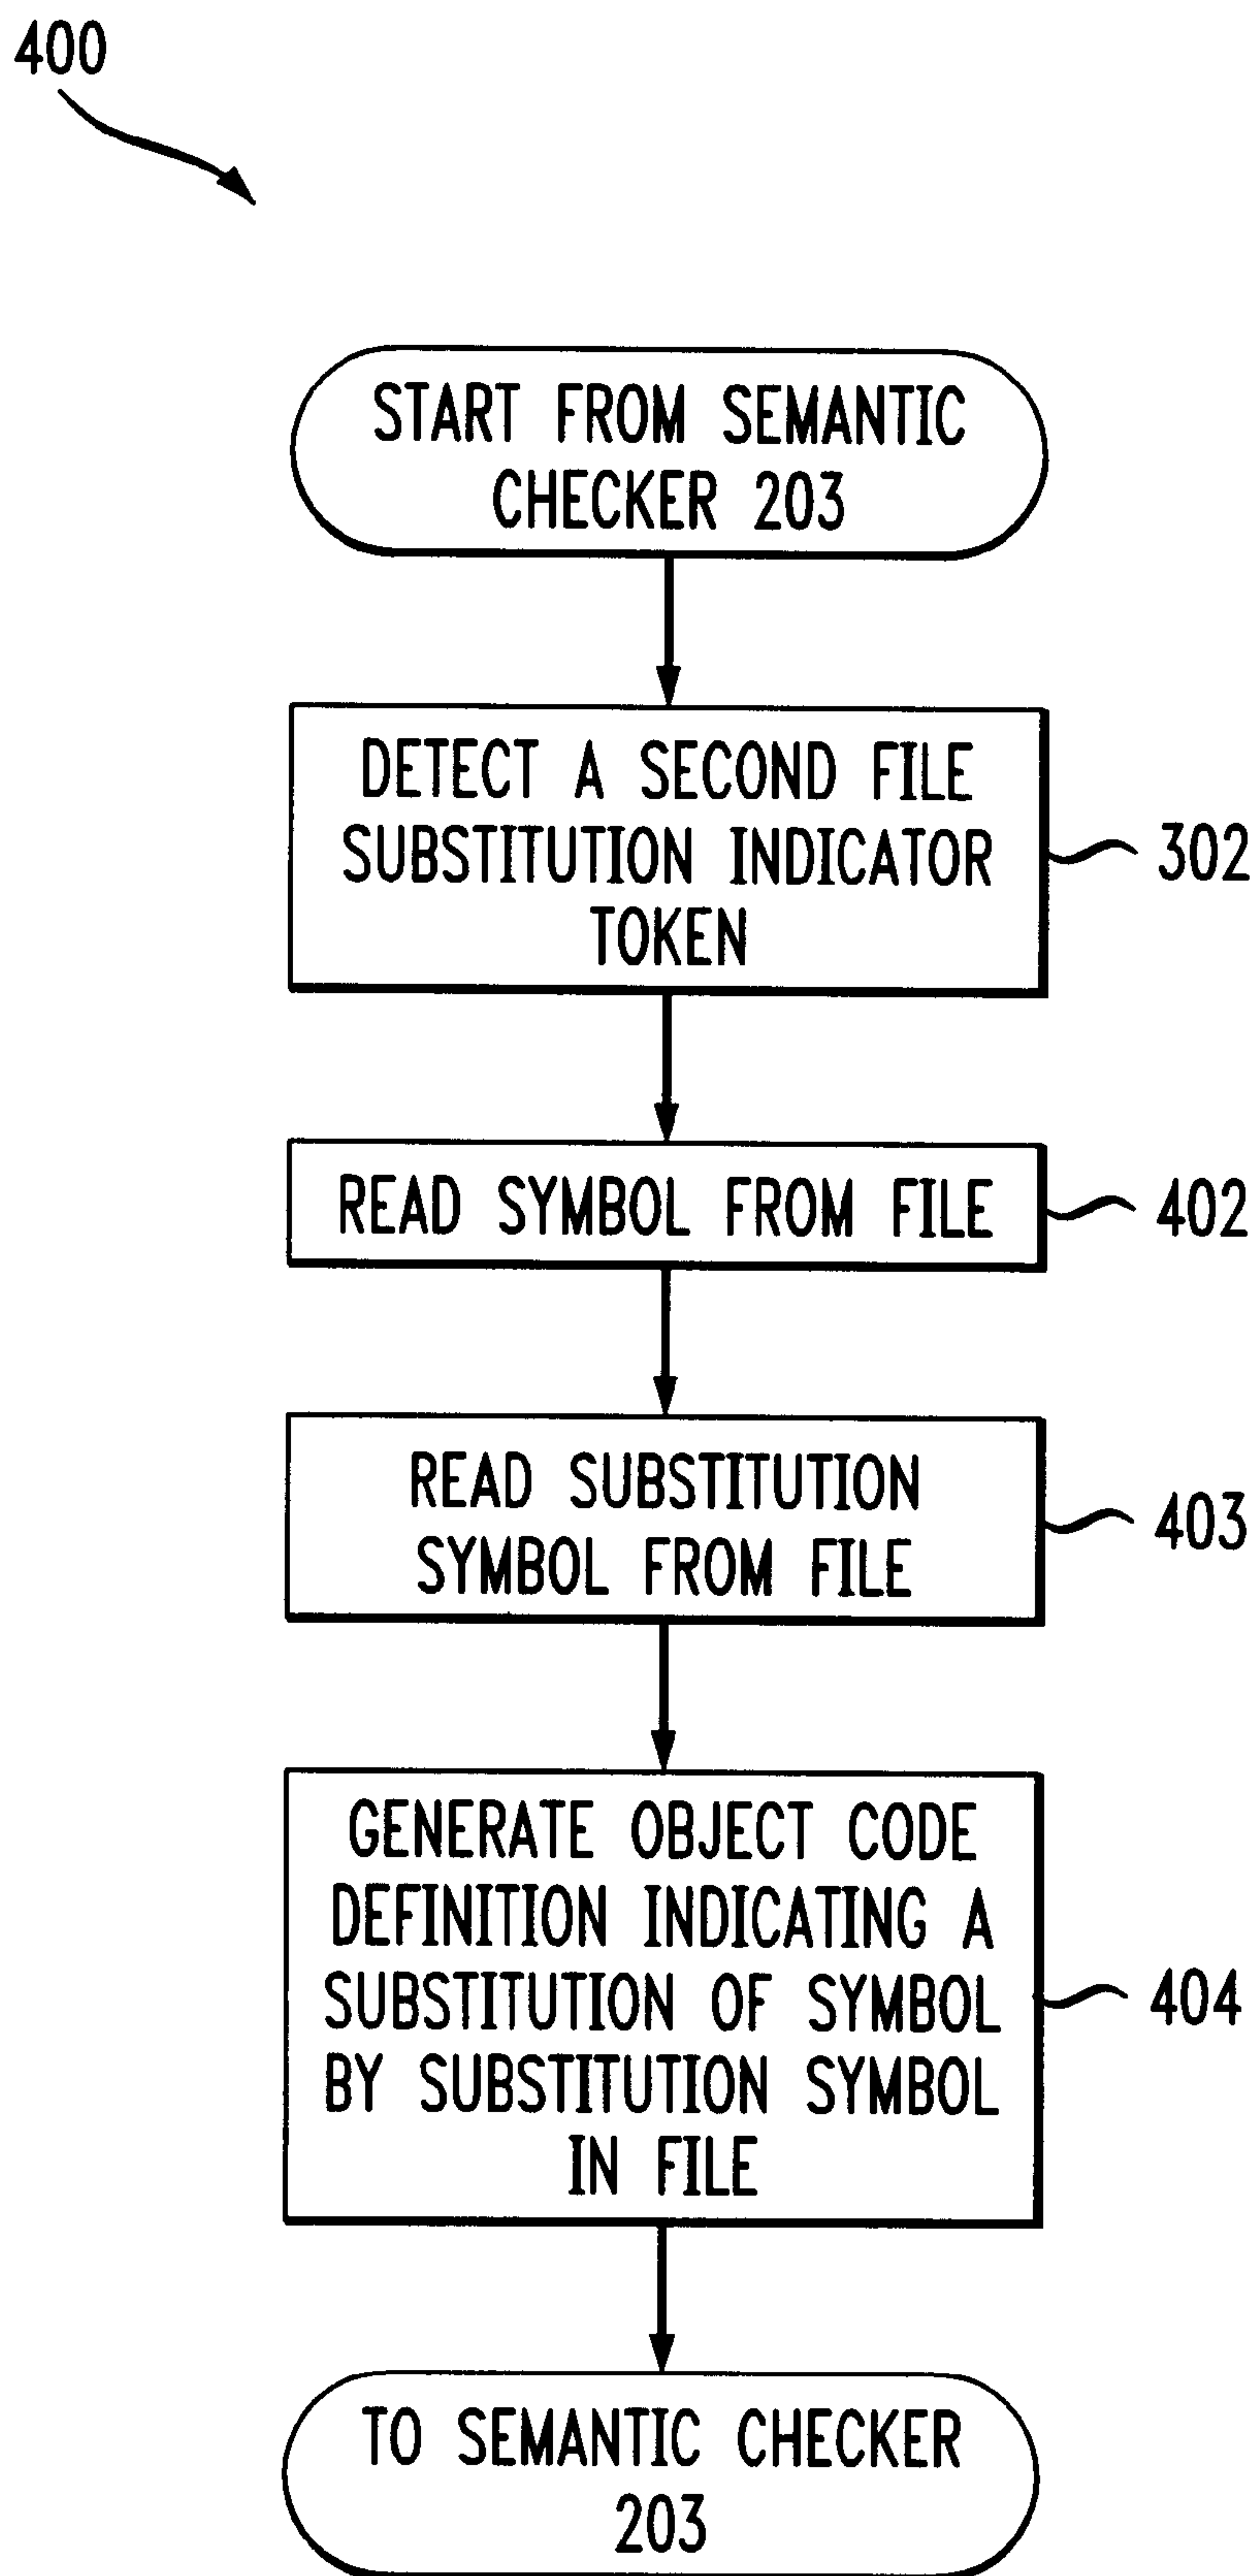 400
START FROM SEMANTIC
CHECKER 203
DETECT A SECOND FILE
SUBSTITUTION INDICATOR
TOKEN
302
READ SYMBOL FROM FILE
402
READ SUBSTITUTION
SYMBOL FROM FILE
403
GENERATE OBJECT CODE
DEFINITION INDICATING A
SUBSTITUTION OF SYMBOL
BY SUBSTITUTION SYMBOL
IN FILE
404
TO SEMANTIC CHECKER
203